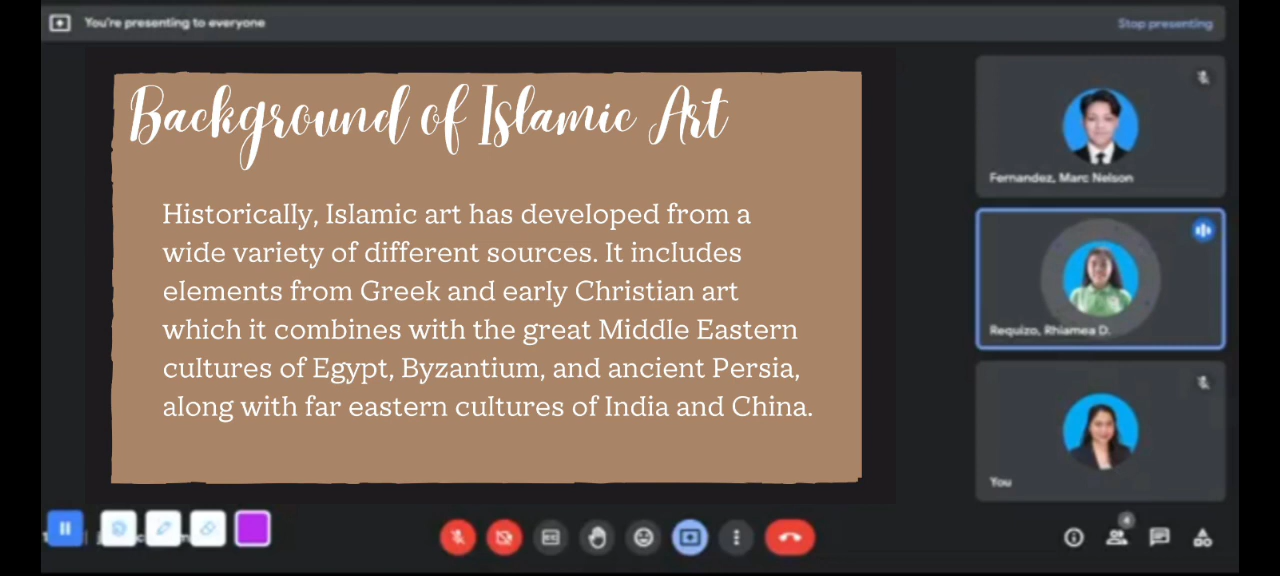 You're presenting to everyone
Stop presenting
Background of Islamic Art
Historically, Islamic art has developed from a
wide variety of different sources. It includes
elements from Greek and early Christian art
which it combines with the great Middle Eastern
cultures of Egypt, Byzantium, and ancient Persia,
along with far eastern cultures of India and China.
Fernandez, Marc Nelson
Requizo, Rhiamea D.
You
CC
4